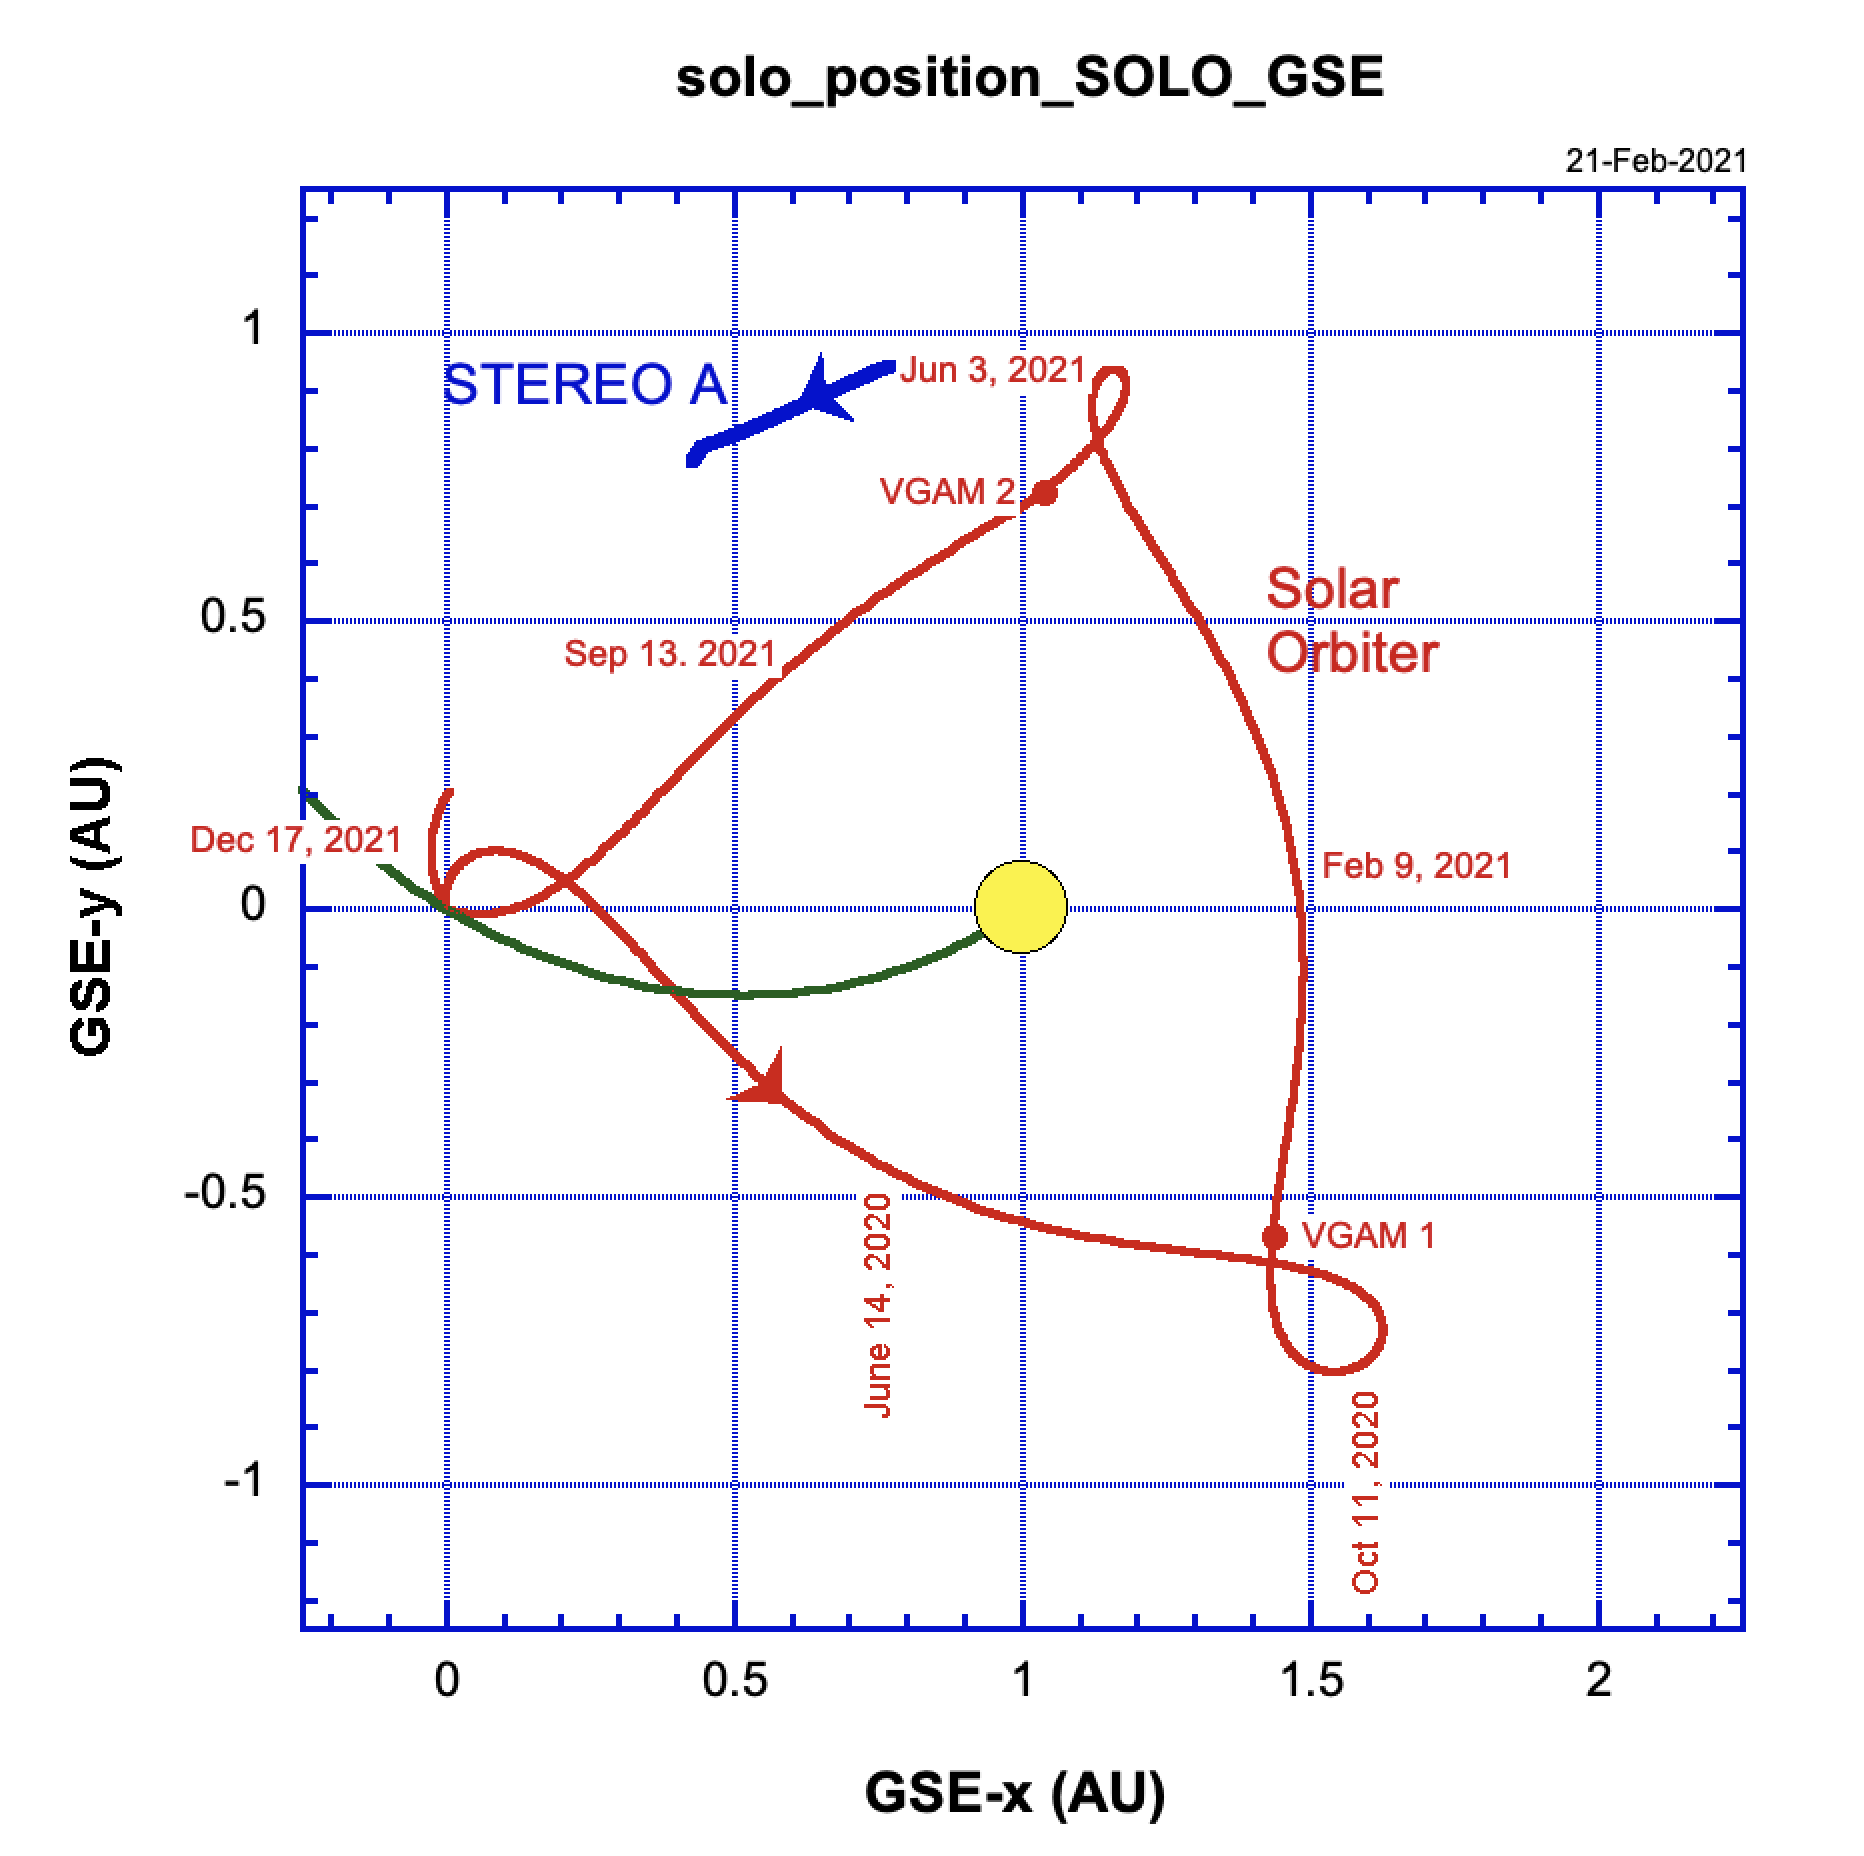 solo_position_SOLO_GSE
21-Feb-2021
1
STEREO A
Jun 3, 2021
VGAM 2
Solar
Orbiter
0.5
Sep 13. 2021
Dec 17, 2021
Feb 9, 2021
0
GSE-y (AU)
-0.5
VGAM 1
June 14, 2020
Oct 11, 2020
-1
0
0.5
1
1.5
2
GSE-x (AU)